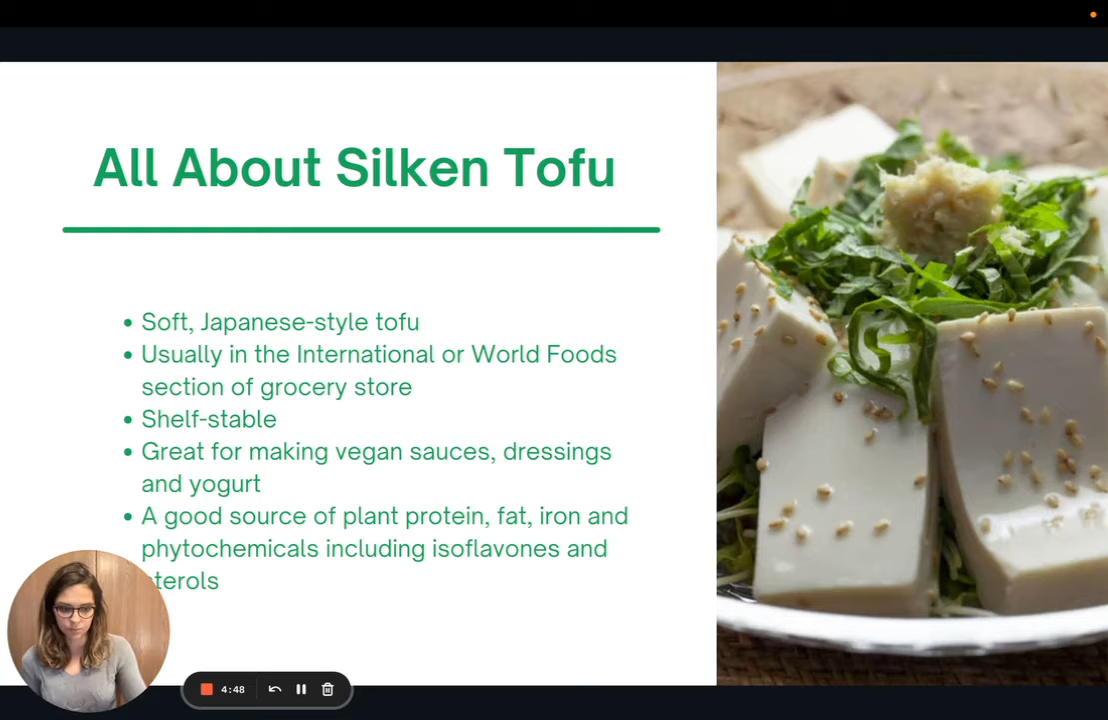 All About Silken Tofu
• Soft, Japanese-style tofu
• Usually in the International or World Foods
section of grocery store
• Shelf-stable
• Great for making vegan sauces, dressings
and yogurt
• A good source of plant protein, fat, iron and
phytochemicals including isoflavones and
sterols
4:48